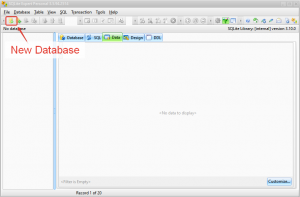 File Database Table View SQL Transaction Tools Help
No database
SQLite Library: [internal] version 3.10.0
New Database
Database SQL Data Design DDL
<No data to display>
<Filter is Empty>
Customize...
Record 1 of 20